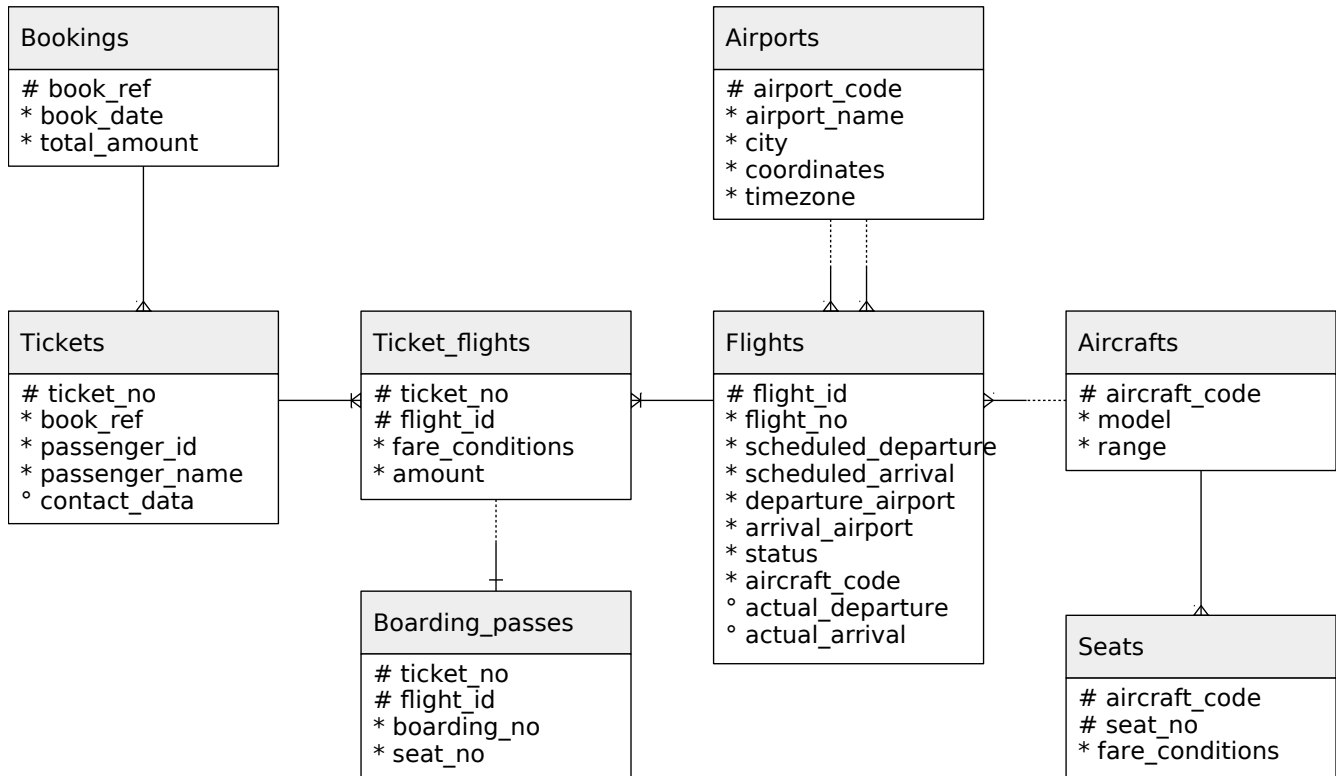 Bookings
# book_ref
* book_date
* total_amount
Airports
# airport_code
* airport_name
* city
* coordinates
* timezone
Tickets
# ticket_no
* book_ref
* passenger_id
* passenger_name
° contact_data
Ticket_flights
# ticket_no
# flight_id
* fare_conditions
* amount
Flights
# flight_id
* flight_no
* scheduled_departure
* scheduled_arrival
* departure_airport
* arrival_airport
* status
* aircraft_code
° actual_departure
° actual_arrival
Aircrafts
# aircraft_code
* model
* range
Boarding_passes
# ticket_no
# flight_id
* boarding_no
* seat_no
Seats
# aircraft_code
# seat_no
* fare_conditions